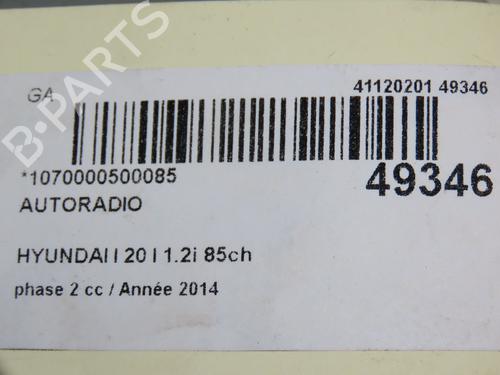 GA
41120201 49346
*1070000500085
49346
AUTORADIO
HYUNDAI I 20 I 1.2i 85ch
phase 2 cc / Année 2014
B-PARTS